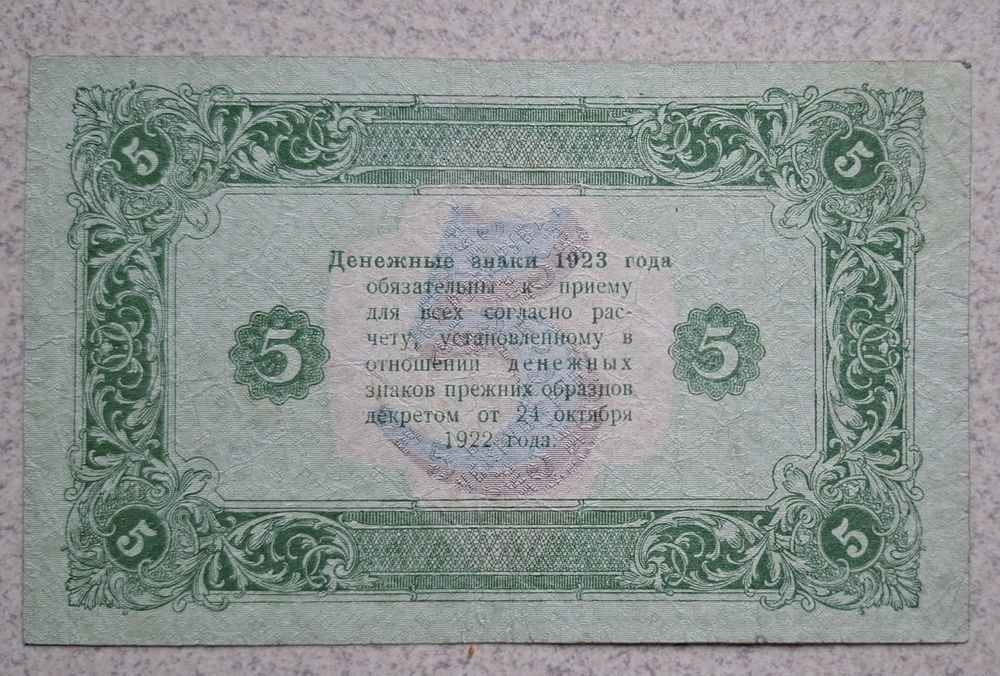 5 5
Денежные знаки 1923 года
обязательны к приему
для всех согласно рас-
чету, установленному в
5 отношении денежных 5
знаков прежних образцов
декретом от 24 октября
1922 года.
5 5